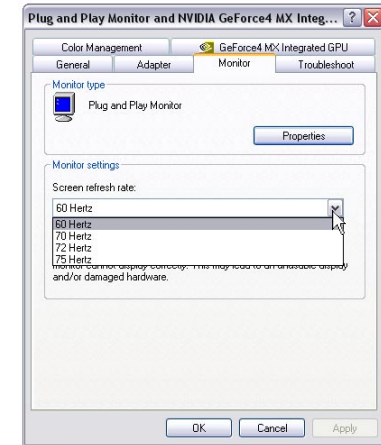 Plug and Play Monitor and NVIDIA GeForce4 MX Integ...
Color Management
GeForce4 MX Integrated GPU
General
Adapter
Monitor
Troubleshoot
Monitor type
Plug and Play Monitor
Properties
Monitor settings
Screen refresh rate:
60 Hertz
60 Hertz
70 Hertz
72 Hertz
75 Hertz
monitor cannot display correctly. This may lead to an unusable display
and/or damaged hardware.
OK
Cancel
Apply